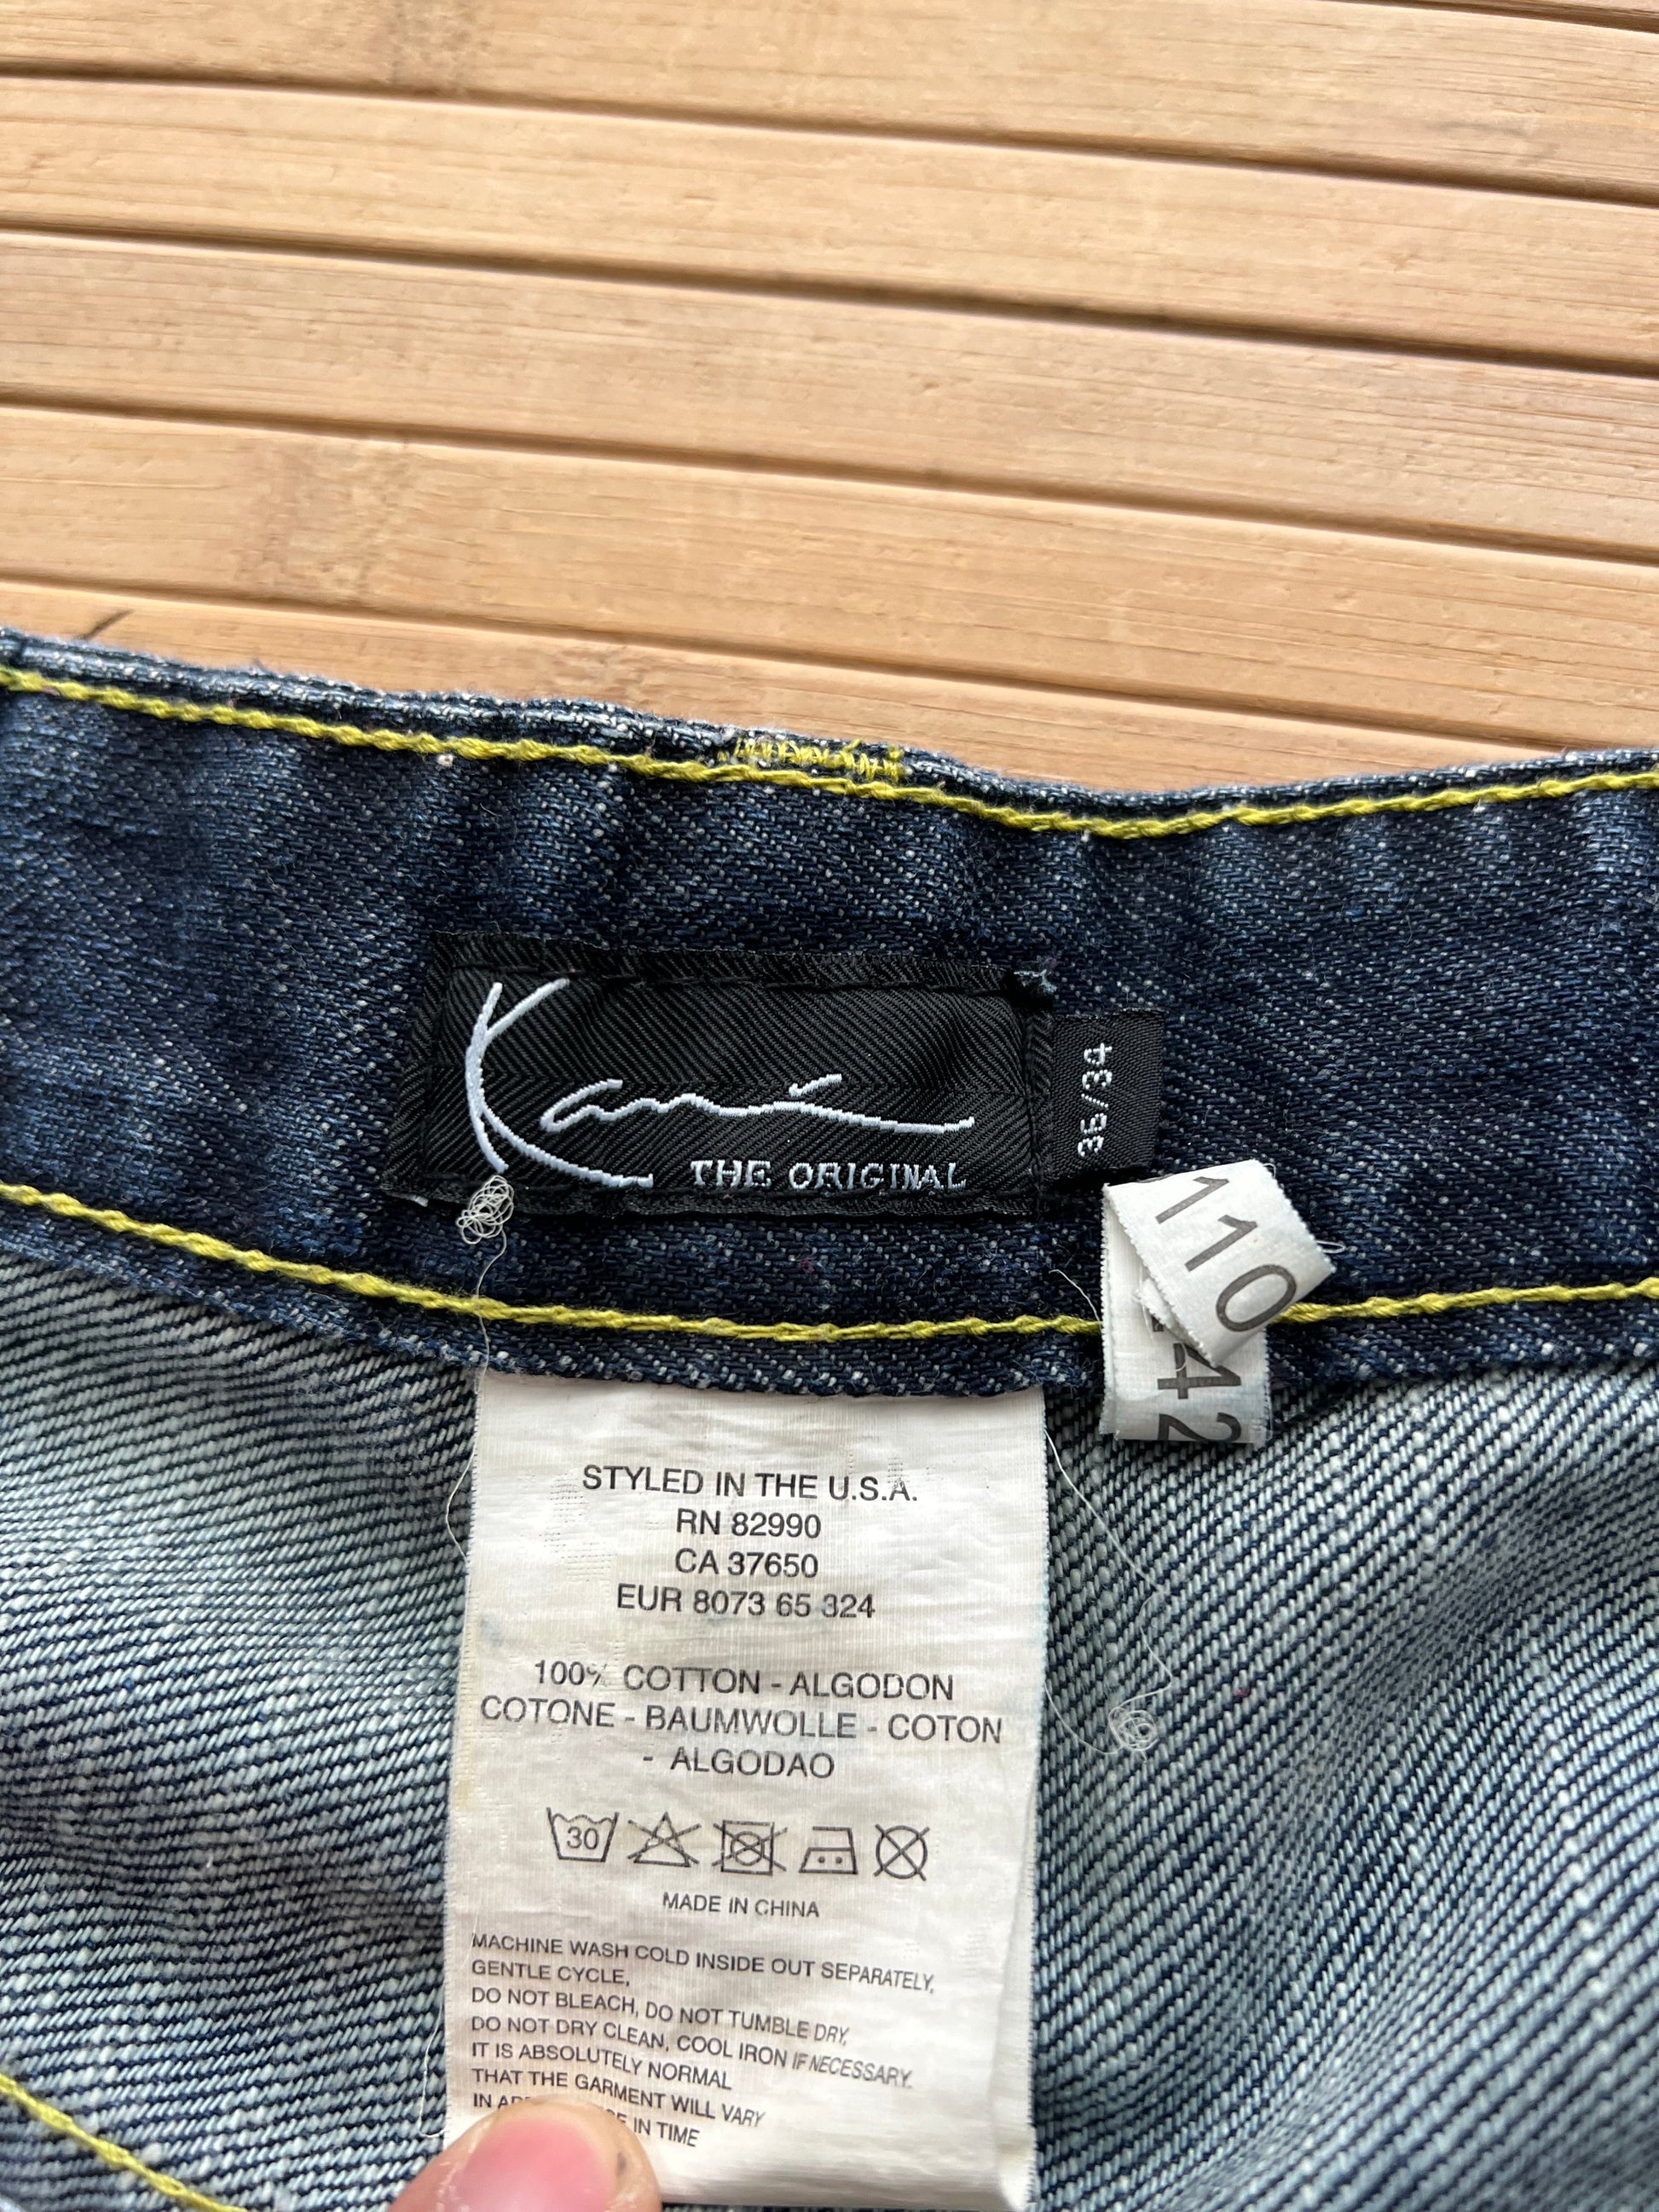 Kani
THE ORIGINAL
36/34
110
42
STYLED IN THE U.S.A.
RN 82990
CA 37650
EUR 8073 65 324
100% COTTON - ALGODON
COTONE - BAUMWOLLE - COTON
- ALGODAO
30
MADE IN CHINA
MACHINE WASH COLD INSIDE OUT SEPARATELY,
GENTLE CYCLE,
DO NOT BLEACH, DO NOT TUMBLE DRY,
DO NOT DRY CLEAN, COOL IRON IF NECESSARY.
IT IS ABSOLUTELY NORMAL
THAT THE GARMENT WILL VARY
IN IN TIME